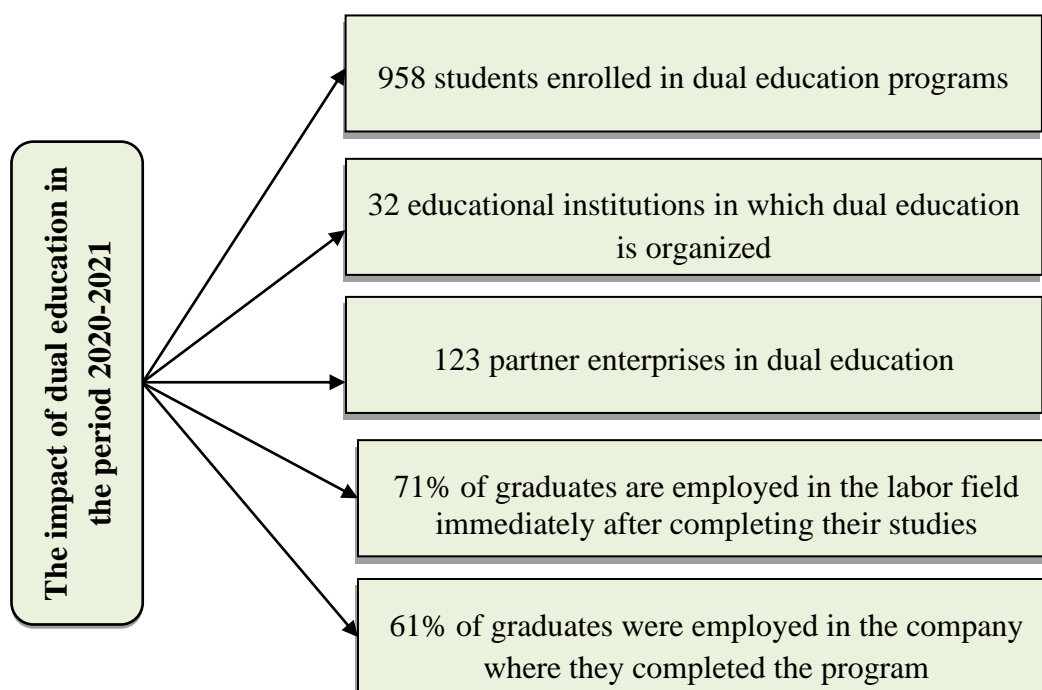 The impact of dual education in
the period 2020-2021
958 students enrolled in dual education programs
32 educational institutions in which dual education
is organized
123 partner enterprises in dual education
71% of graduates are employed in the labor field
immediately after completing their studies
61% of graduates were employed in the company
where they completed the program